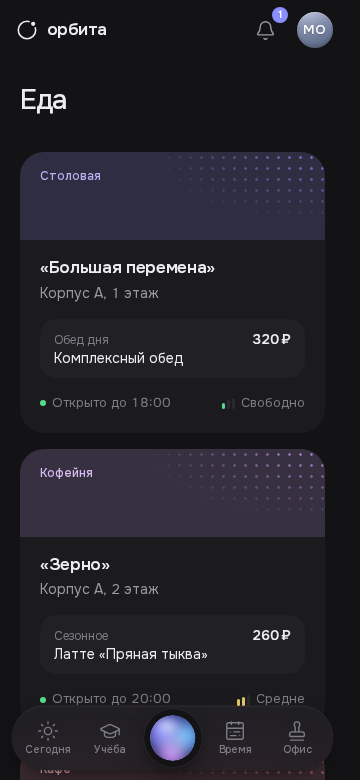 орбита
1
МО
Еда
Столовая
«Большая перемена»
Корпус А, 1 этаж
Обед дня
320 ₽
Комплексный обед
Открыто до 18:00
Свободно
Кофейня
«Зерно»
Корпус А, 2 этаж
Сезонное
260 ₽
Латте «Пряная тыква»
Открыто до 20:00
Средне
Сегодня
Учёба
Время
Офис
Кафе